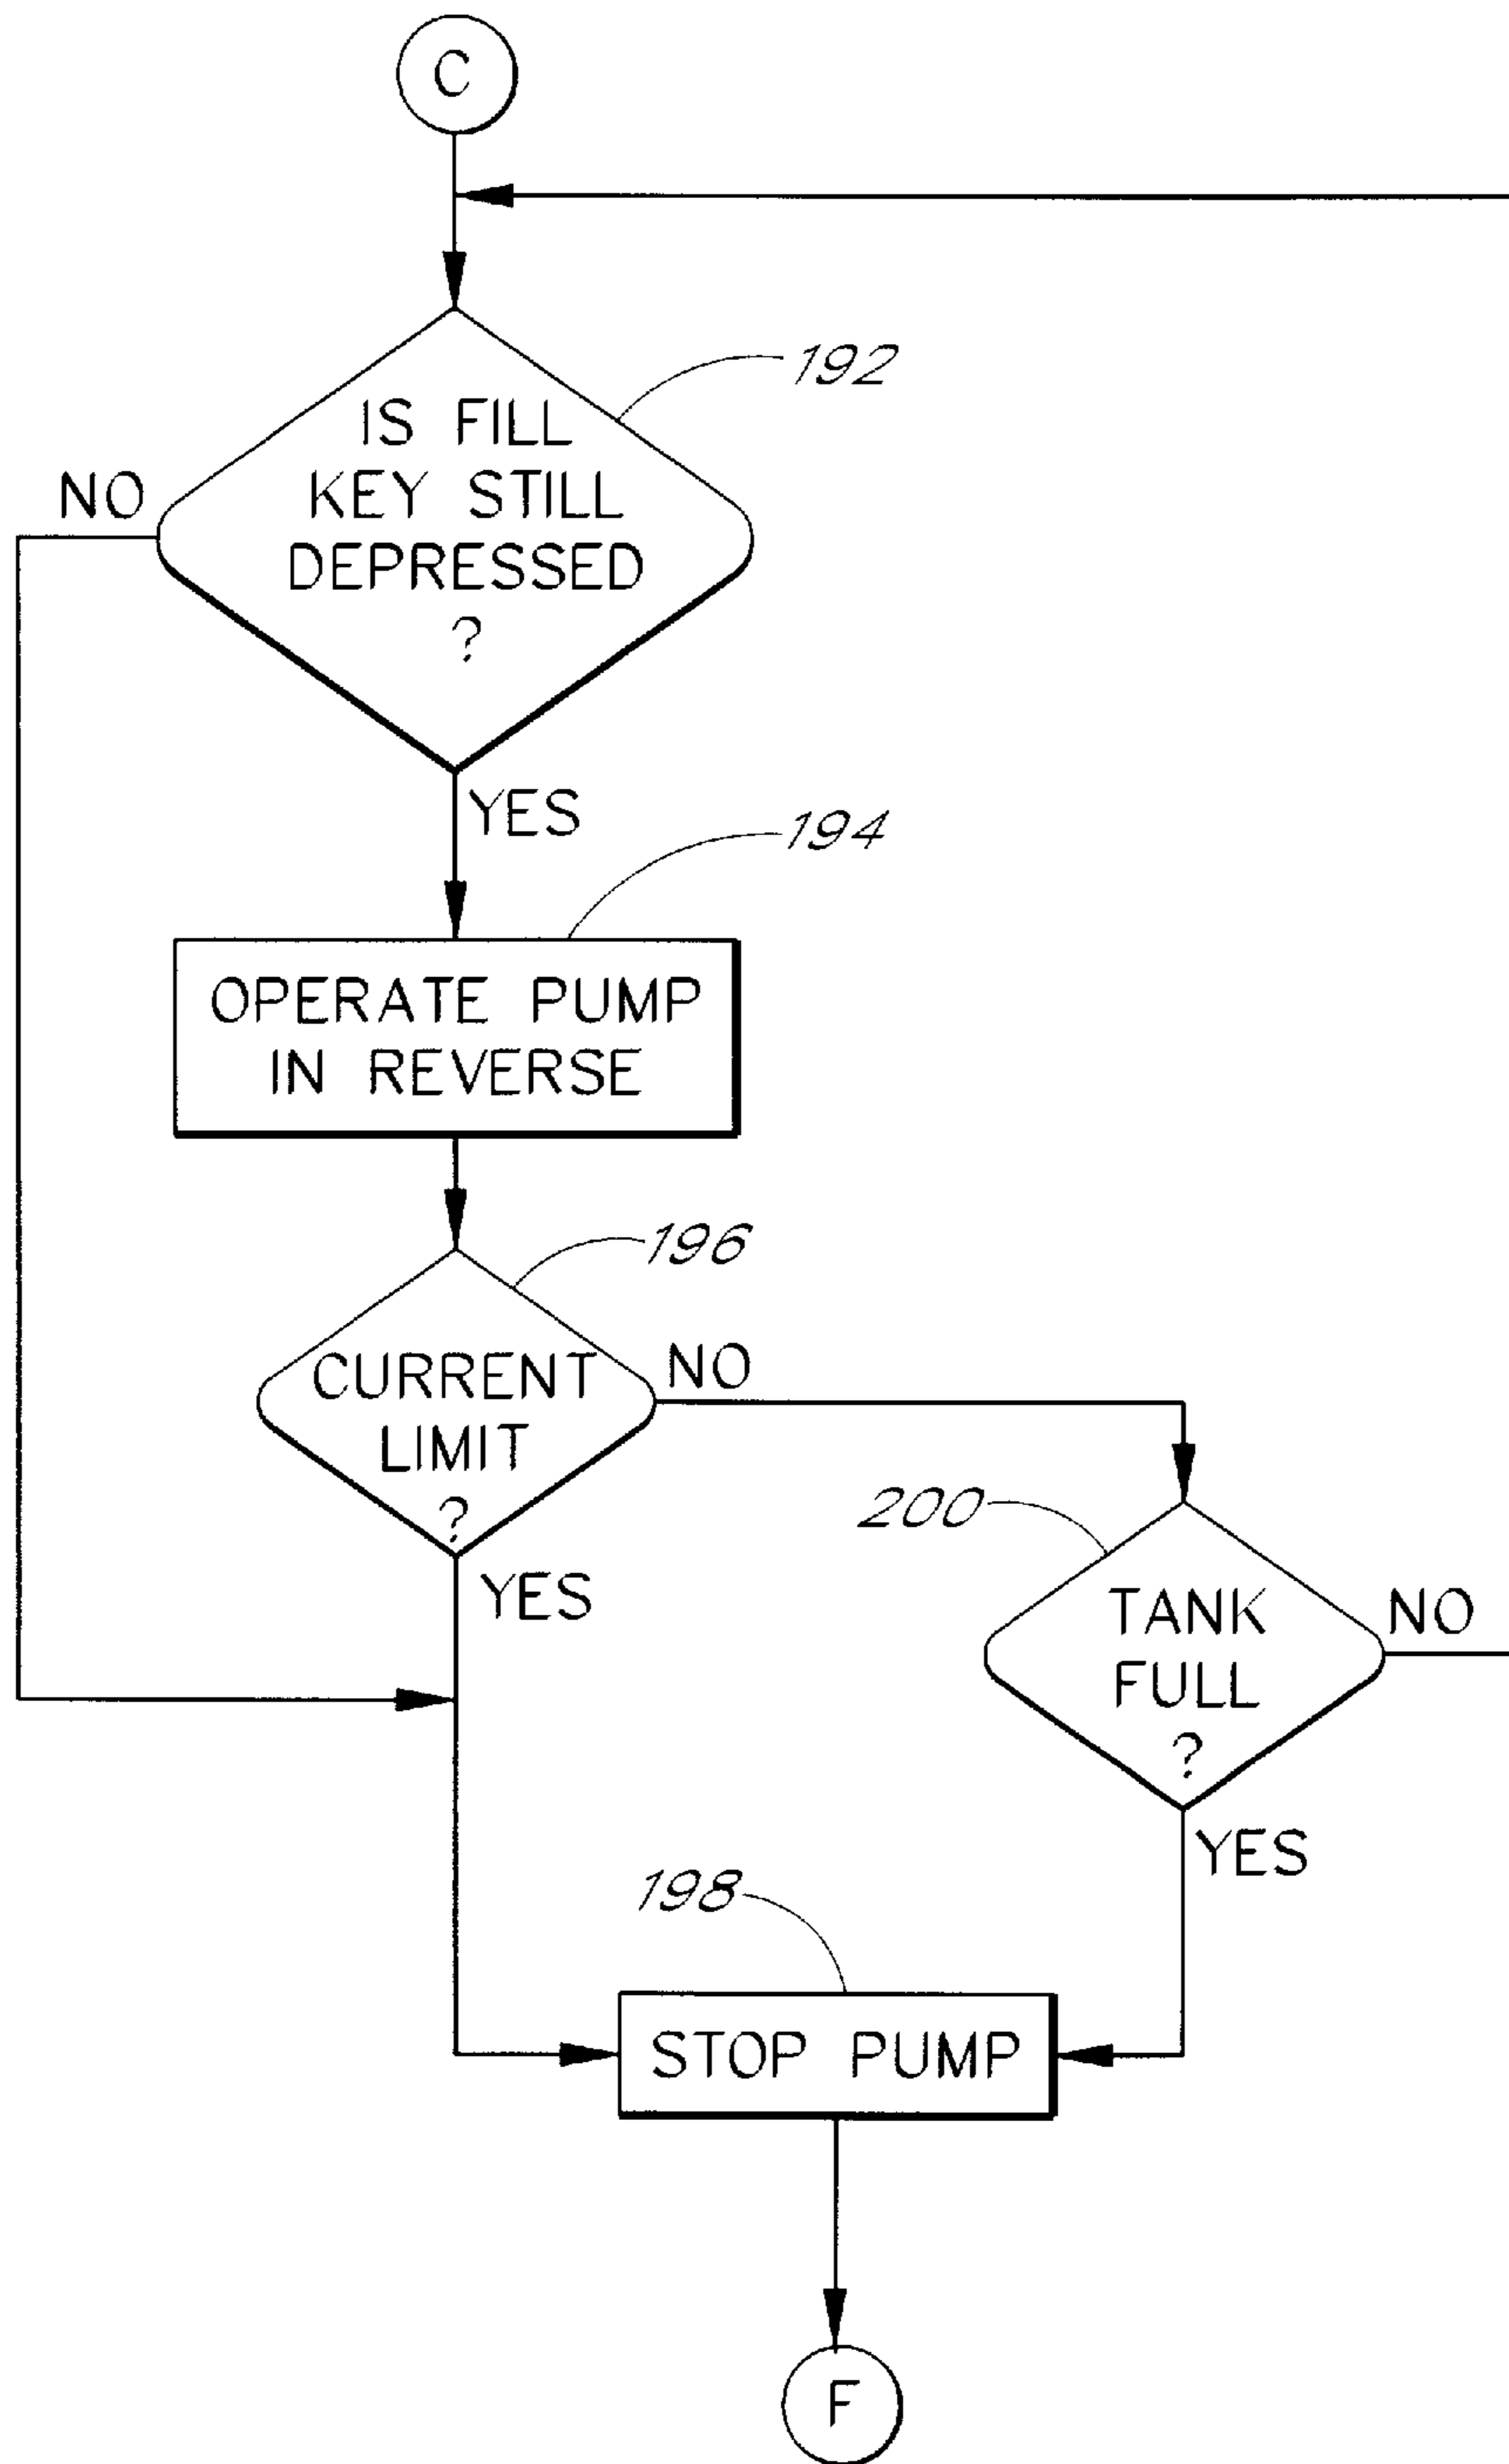 C
192
IS FILL
KEY STILL
DEPRESSED
?
NO
YES
194
OPERATE PUMP
IN REVERSE
196
CURRENT
LIMIT
?
NO
YES
200
TANK
FULL
?
NO
YES
198
STOP PUMP
F